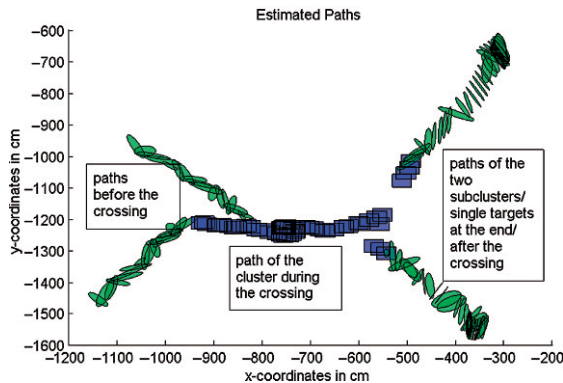 Estimated Paths
y-coordinates in cm
−600
−700
−800
−900
−1000
−1100
−1200
−1300
−1400
−1500
−1600
paths
before the
crossing
path of the
cluster during
the crossing
paths of the
two
subclusters/
single targets
at the end/
after the
crossing
−1200 −1100 −1000 −900 −800 −700 −600 −500 −400 −300 −200
x-coordinates in cm